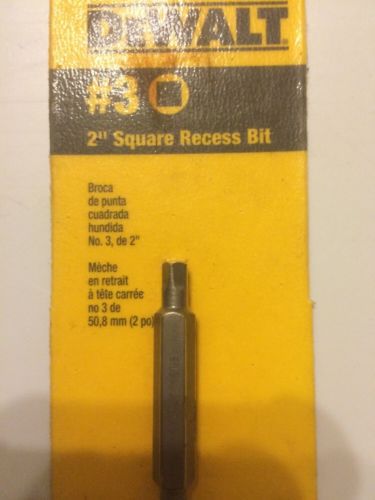 DEWALT
#3
2" Square Recess Bit
Broca
de punta
cuadrada
hundida
No. 3, de 2"
Mèche
en retrait
à tête carrée
no 3 de
50,8 mm (2 po)